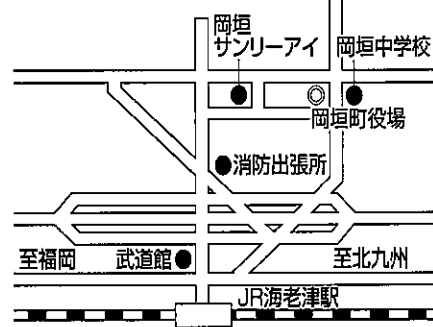 岡垣
サンリーアイ
岡垣中学校
岡垣町役場
消防出張所
至福岡
武道館
至北九州
JR海老津駅